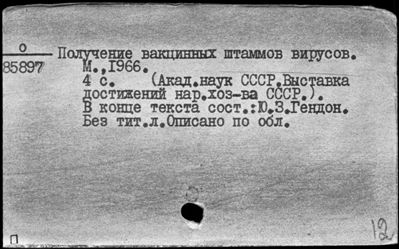 О
85897
Получение вакцинных штаммов вирусов.
М.,1966.
4 с. (Акад.наук СССР.Выставка
достижений нар.хоз-ва СССР.).
В конце текста сост.:Ю.З.Гендон.
Без тит.л.Описано по обл.
П
12